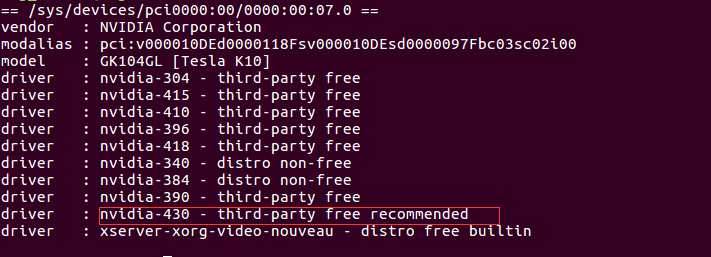 == /sys/devices/pci0000:00/0000:00:07.0 ==
vendor   : NVIDIA Corporation
modalias : pci:v000010DEd0000118Fsv000010DEsd0000097Fbc03sc02i00
model    : GK104GL [Tesla K10]
driver   : nvidia-304 - third-party free
driver   : nvidia-415 - third-party free
driver   : nvidia-410 - third-party free
driver   : nvidia-396 - third-party free
driver   : nvidia-418 - third-party free
driver   : nvidia-340 - distro non-free
driver   : nvidia-384 - distro non-free
driver   : nvidia-390 - third-party free
driver   : nvidia-430 - third-party free recommended
driver   : xserver-xorg-video-nouveau - distro free builtin